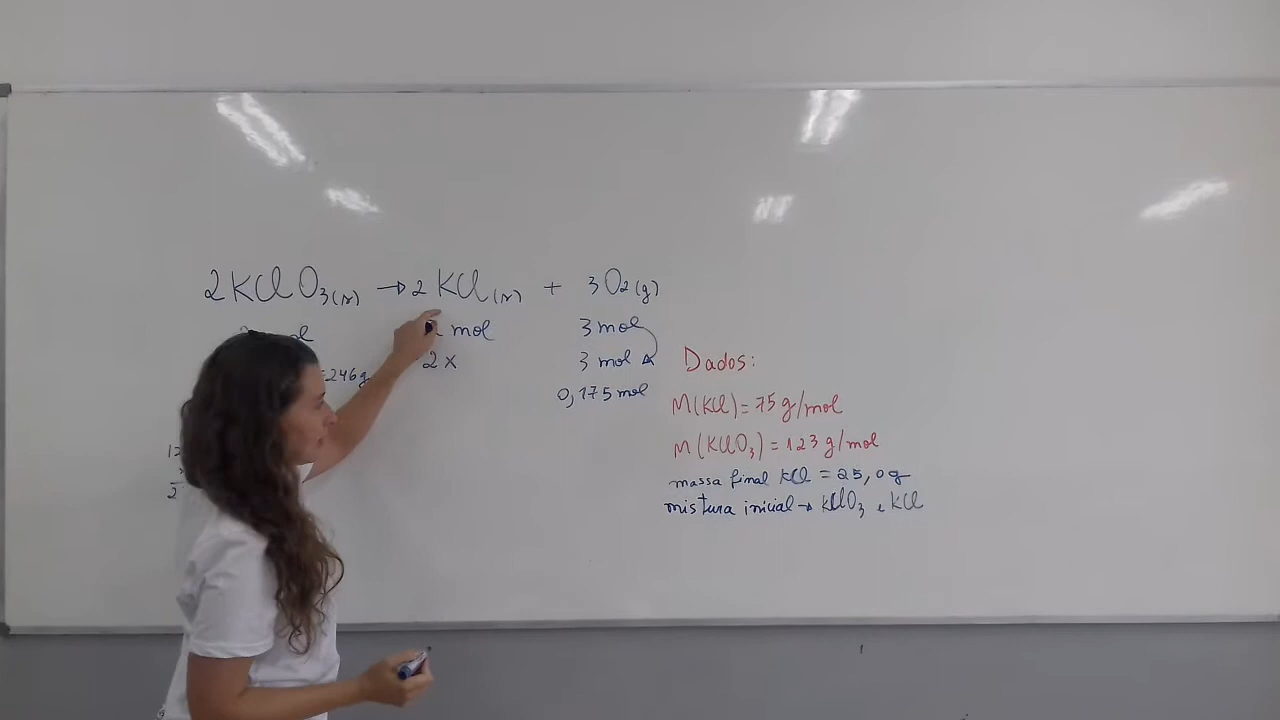 2KClO3(s) → 2 KCl(s) + 3O2(g)
mol 3 mol
2x 3 mol
=246g 0,175 mol
Dados:
M(KCl) = 75 g/mol
M(KClO3) = 123 g/mol
massa final KCl = 25,0g
mistura inicial → KClO3 e KCl